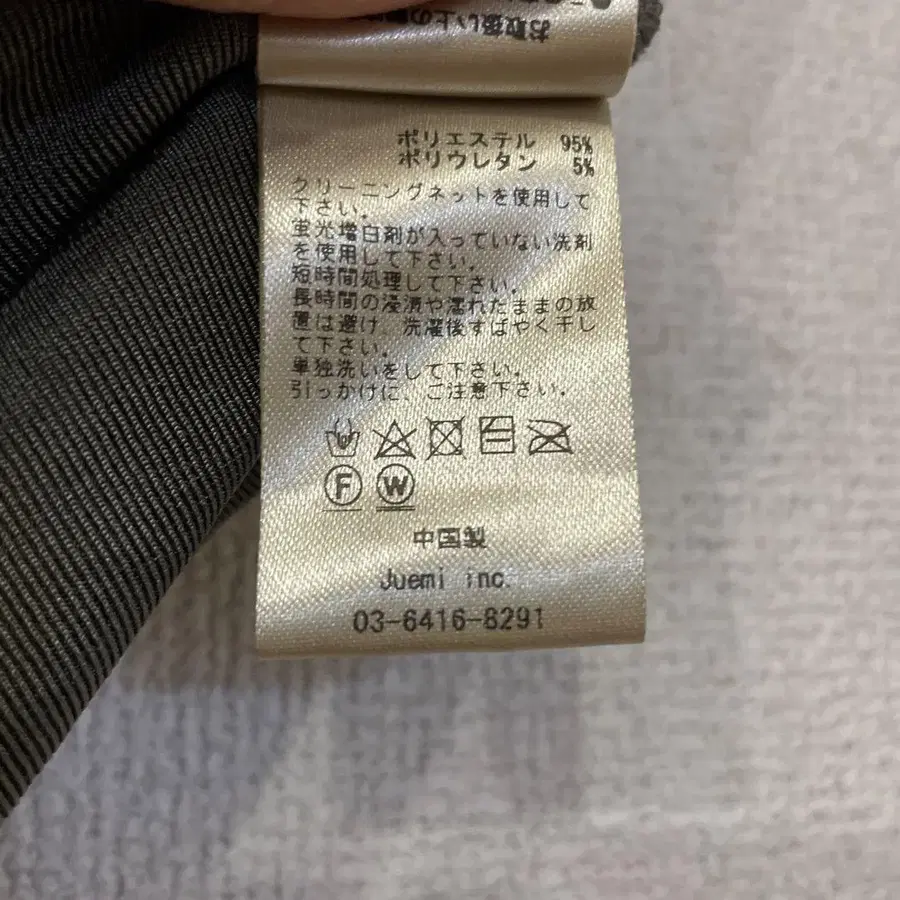 お取扱い上の
ポリエステル 95%
ポリウレタン 5%
クリーニングネットを使用して
下さい。
蛍光増白剤が入っていない洗剤
を使用して下さい。
短時間処理して下さい。
長時間の浸漬や濡れたままの放
置は避け、洗濯後すばやく干し
て下さい。
単独洗いをして下さい。
引っかけに、ご注意下さい。
F W
中国製
Juemi inc.
03-6416-8291